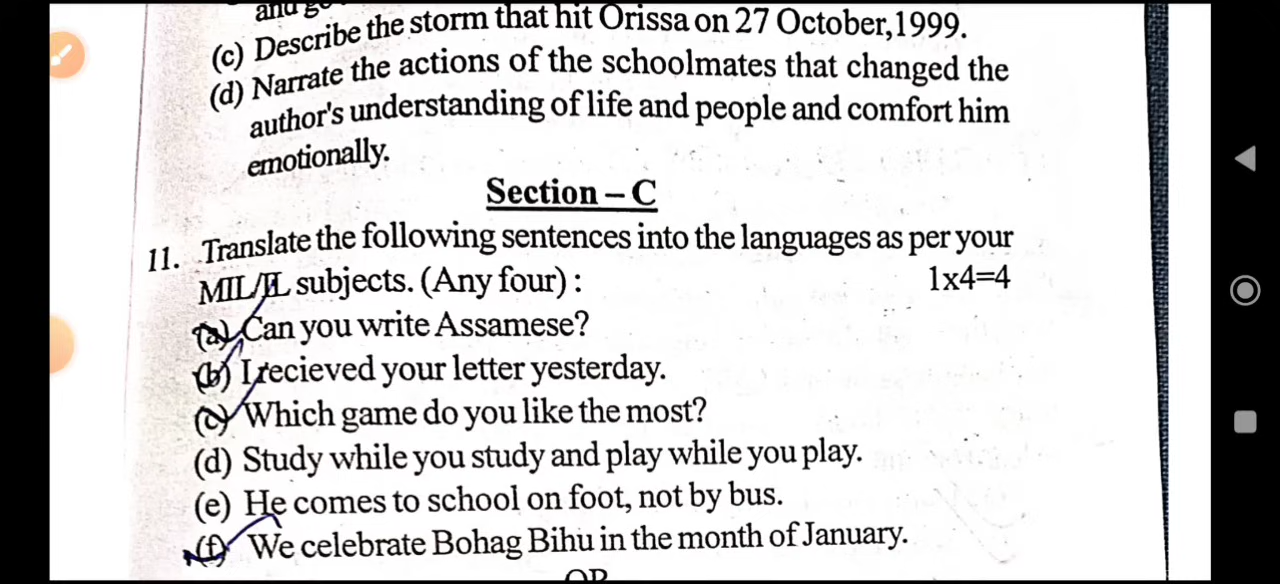 (c) Describe the storm that hit Orissa on 27 October,1999.
(d) Narrate the actions of the schoolmates that changed the
author's understanding of life and people and comfort him
emotionally.
Section – C
11. Translate the following sentences into the languages as per your
MIL/IL subjects. (Any four) : 1x4=4
(a) Can you write Assamese?
(b) I recieved your letter yesterday.
(c) Which game do you like the most?
(d) Study while you study and play while you play.
(e) He comes to school on foot, not by bus.
(f) We celebrate Bohag Bihu in the month of January.